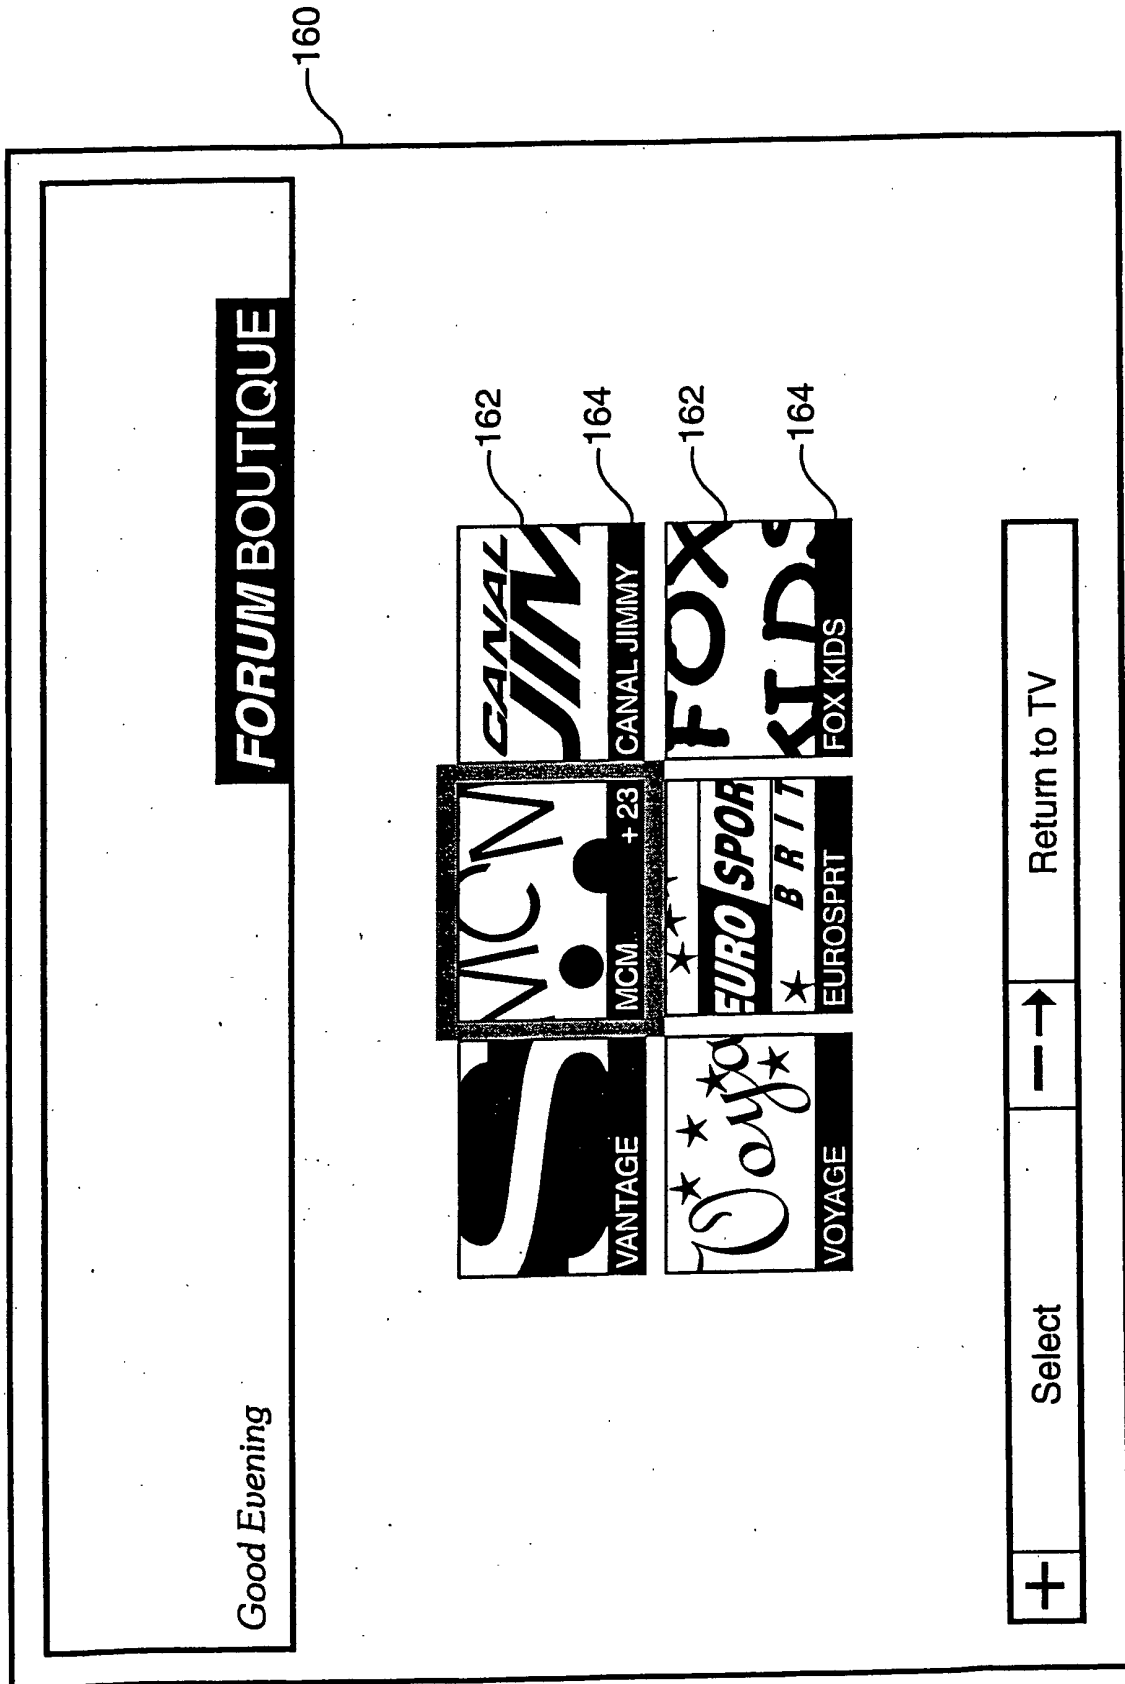 160
Good Evening
FORUM BOUTIQUE
CANAL
JIM
MCM
162
VANTAGE
MCM + 23
CANAL JIMMY
164
Voya
EURO SPOR
BRIT
FOX
KIDS
162
VOYAGE
EUROSPRT
FOX KIDS
164
+ Select
Return to TV